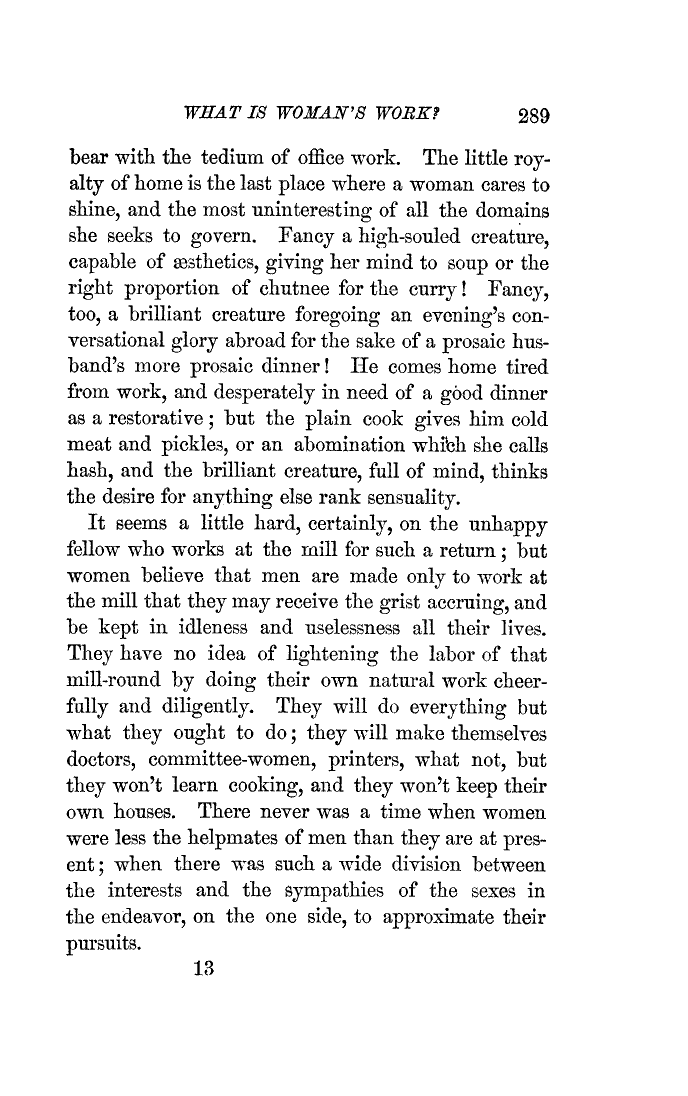 WHAT IS WOMAN'S WORK? 289
bear with the tedium of office work. The little roy-
alty of home is the last place where a woman cares to
shine, and the most uninteresting of all the domains
she seeks to govern. Fancy a high-souled creature,
capable of æsthetics, giving her mind to soup or the
right proportion of chutnee for the curry! Fancy,
too, a brilliant creature foregoing an evening's con-
versational glory abroad for the sake of a prosaic hus-
band's more prosaic dinner! He comes home tired
from work, and desperately in need of a good dinner
as a restorative; but the plain cook gives him cold
meat and pickles, or an abomination which she calls
hash, and the brilliant creature, full of mind, thinks
the desire for anything else rank sensuality.
It seems a little hard, certainly, on the unhappy
fellow who works at the mill for such a return; but
women believe that men are made only to work at
the mill that they may receive the grist accruing, and
be kept in idleness and uselessness all their lives.
They have no idea of lightening the labor of that
mill-round by doing their own natural work cheer-
fully and diligently. They will do everything but
what they ought to do; they will make themselves
doctors, committee-women, printers, what not, but
they won't learn cooking, and they won't keep their
own houses. There never was a time when women
were less the helpmates of men than they are at pres-
ent; when there was such a wide division between
the interests and the sympathies of the sexes in
the endeavor, on the one side, to approximate their
pursuits.
13